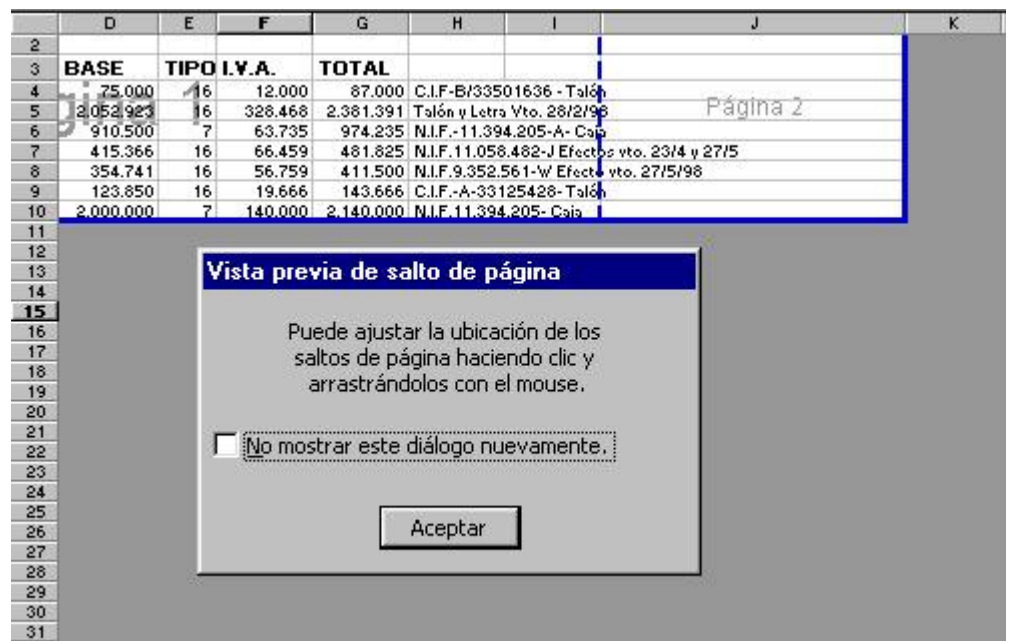 D E F G H I J K
2
3 BASE TIPO I.V.A. TOTAL
4 75.000 16 12.000 87.000 C.I.F-B/33501636 - Talón
5 2.052.923 16 328.468 2.381.391 Talón y Letra Vto. 28/2/98
Página 1 Página 2
6 910.500 7 63.735 974.235 N.I.F.-11.394.205-A- Caja
7 415.366 16 66.459 481.825 N.I.F.11.058.482-J Efectos vto. 23/4 y 27/5
8 354.741 16 56.759 411.500 N.I.F.9.352.561-W Efecto vto. 27/5/98
9 123.850 16 19.666 143.666 C.I.F.-A-33125428- Talón
10 2.000.000 7 140.000 2.140.000 N.I.F.11.394.205- Caja
11
12
13
14
15
16
17
18
19
20
21
22
23
24
25
26
27
28
29
30
31
Vista previa de salto de página
Puede ajustar la ubicación de los
saltos de página haciendo clic y
arrastrándolos con el mouse.
No mostrar este diálogo nuevamente.
Aceptar